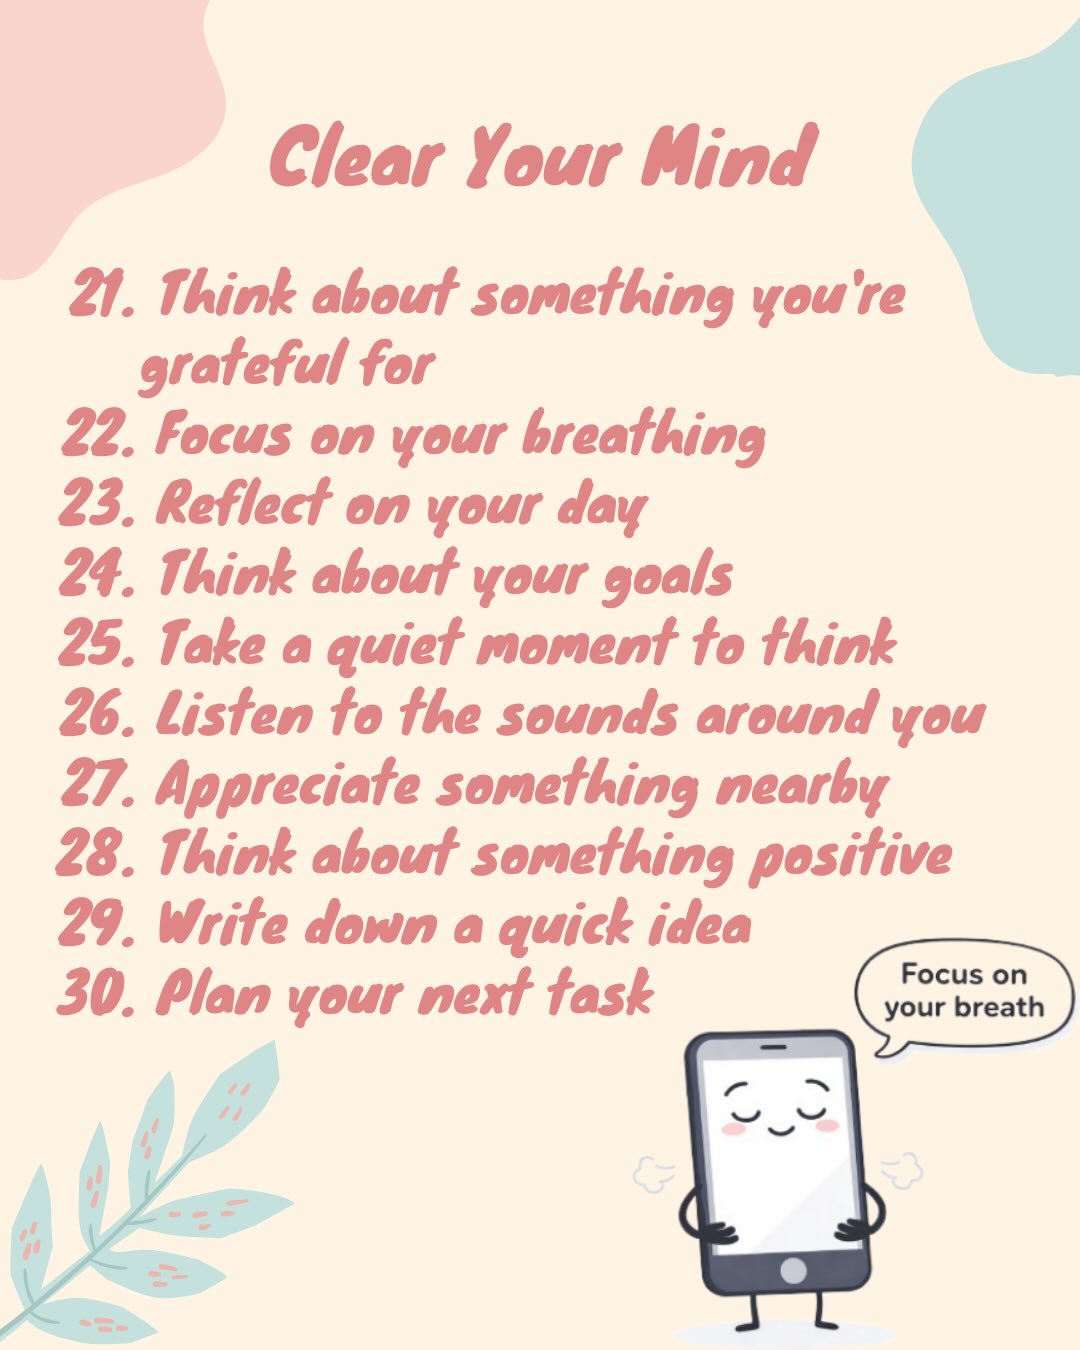 Clear Your Mind
21. Think about something you're
grateful for
22. Focus on your breathing
23. Reflect on your day
24. Think about your goals
25. Take a quiet moment to think
26. Listen to the sounds around you
27. Appreciate something nearby
28. Think about something positive
29. Write down a quick idea
30. Plan your next task
Focus on
your breath